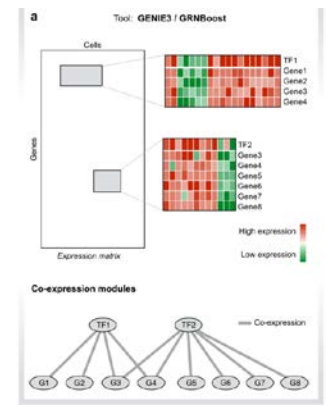 a Tool: GENIE3 / GRNBoost
Cells
Genes
TF1
Gene1
Gene2
Gene3
Gene4
TF2
Gene3
Gene4
Gene5
Gene6
Gene7
Gene8
High expression
Low expression
Expression matrix
Co-expression modules
TF1 TF2
Co-expression
G1 G2 G3 G4 G5 G6 G7 G8